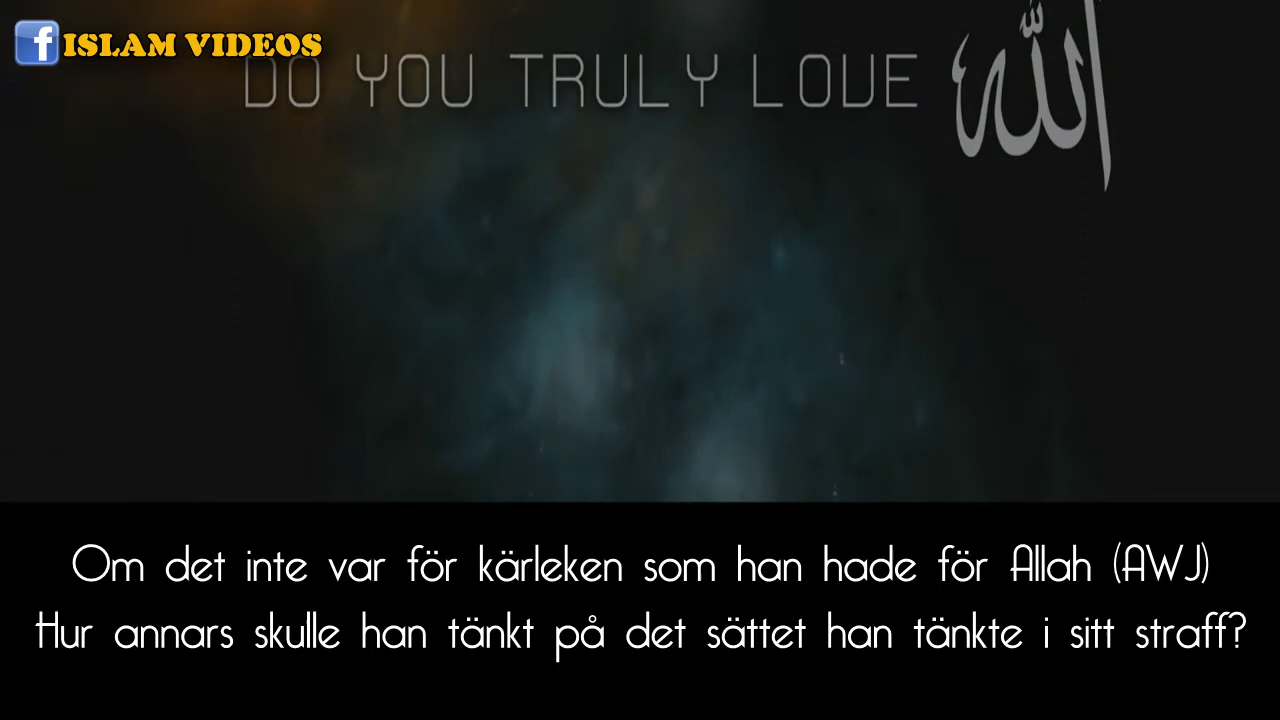 ISLAM VIDEOS
DO YOU TRULY LOVE الله
Om det inte var för kärleken som han hade för Allah (AWJ)
Hur annars skulle han tänkt på det sättet han tänkte i sitt straff?